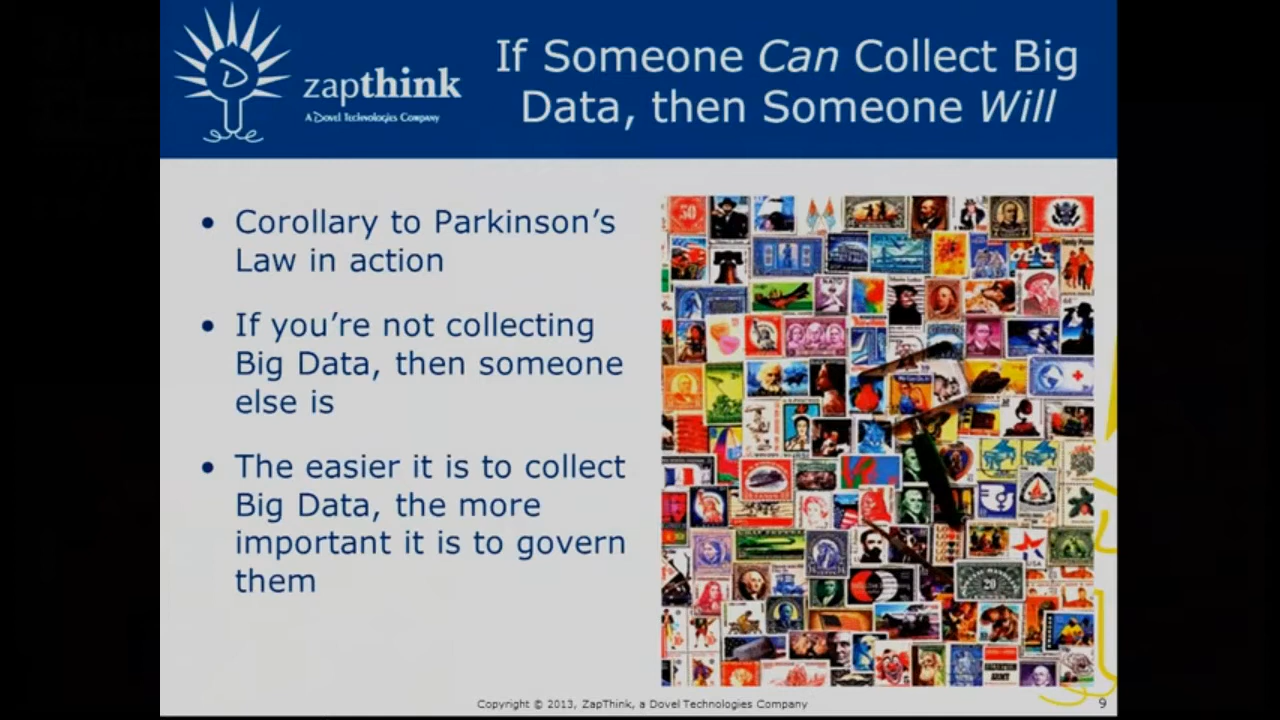 zapthink
A Dovel Technologies Company
If Someone Can Collect Big
Data, then Someone Will
• Corollary to Parkinson's
Law in action
• If you're not collecting
Big Data, then someone
else is
• The easier it is to collect
Big Data, the more
important it is to govern
them
Copyright © 2013, ZapThink, a Dovel Technologies Company
9